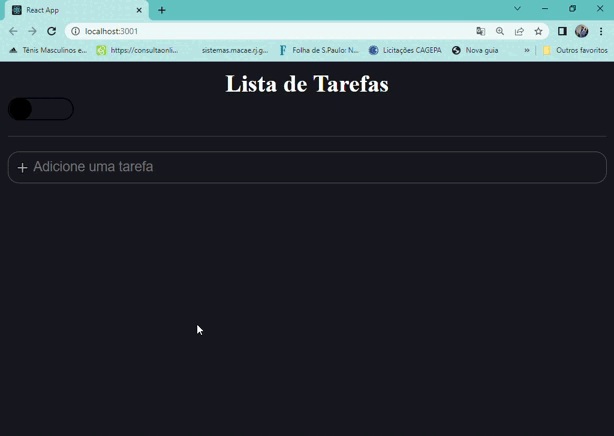 React App
localhost:3001
Tênis Masculinos e...
https://consultaonli...
sistemas.macae.rj.g...
Folha de S.Paulo: N...
Licitações CAGEPA
Nova guia
»
Outros favoritos
Lista de Tarefas
+ Adicione uma tarefa